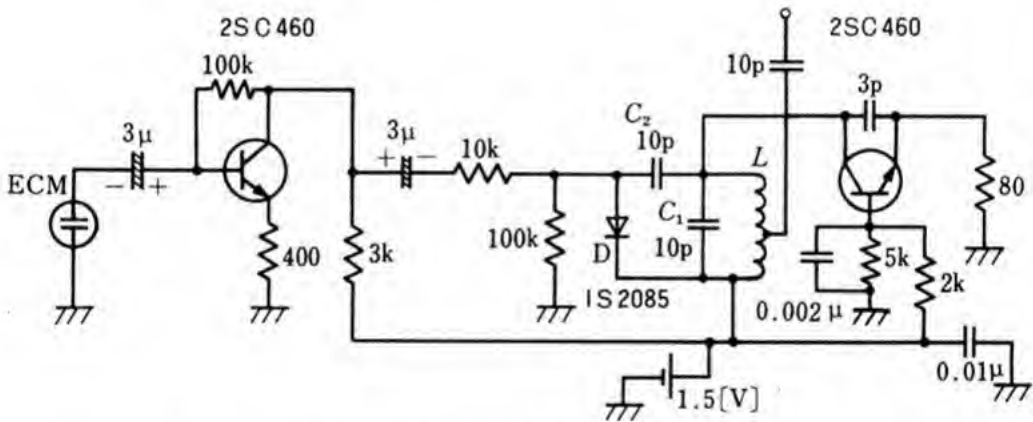 2SC460
2SC460
100k
10p
3p
3μ
C₂
3μ
10p
L
+ −
10k
ECM
− +
C₁
80
100k
D
10p
400
3k
5k
2k
1S2085
0.002μ
0.01μ
1.5[V]